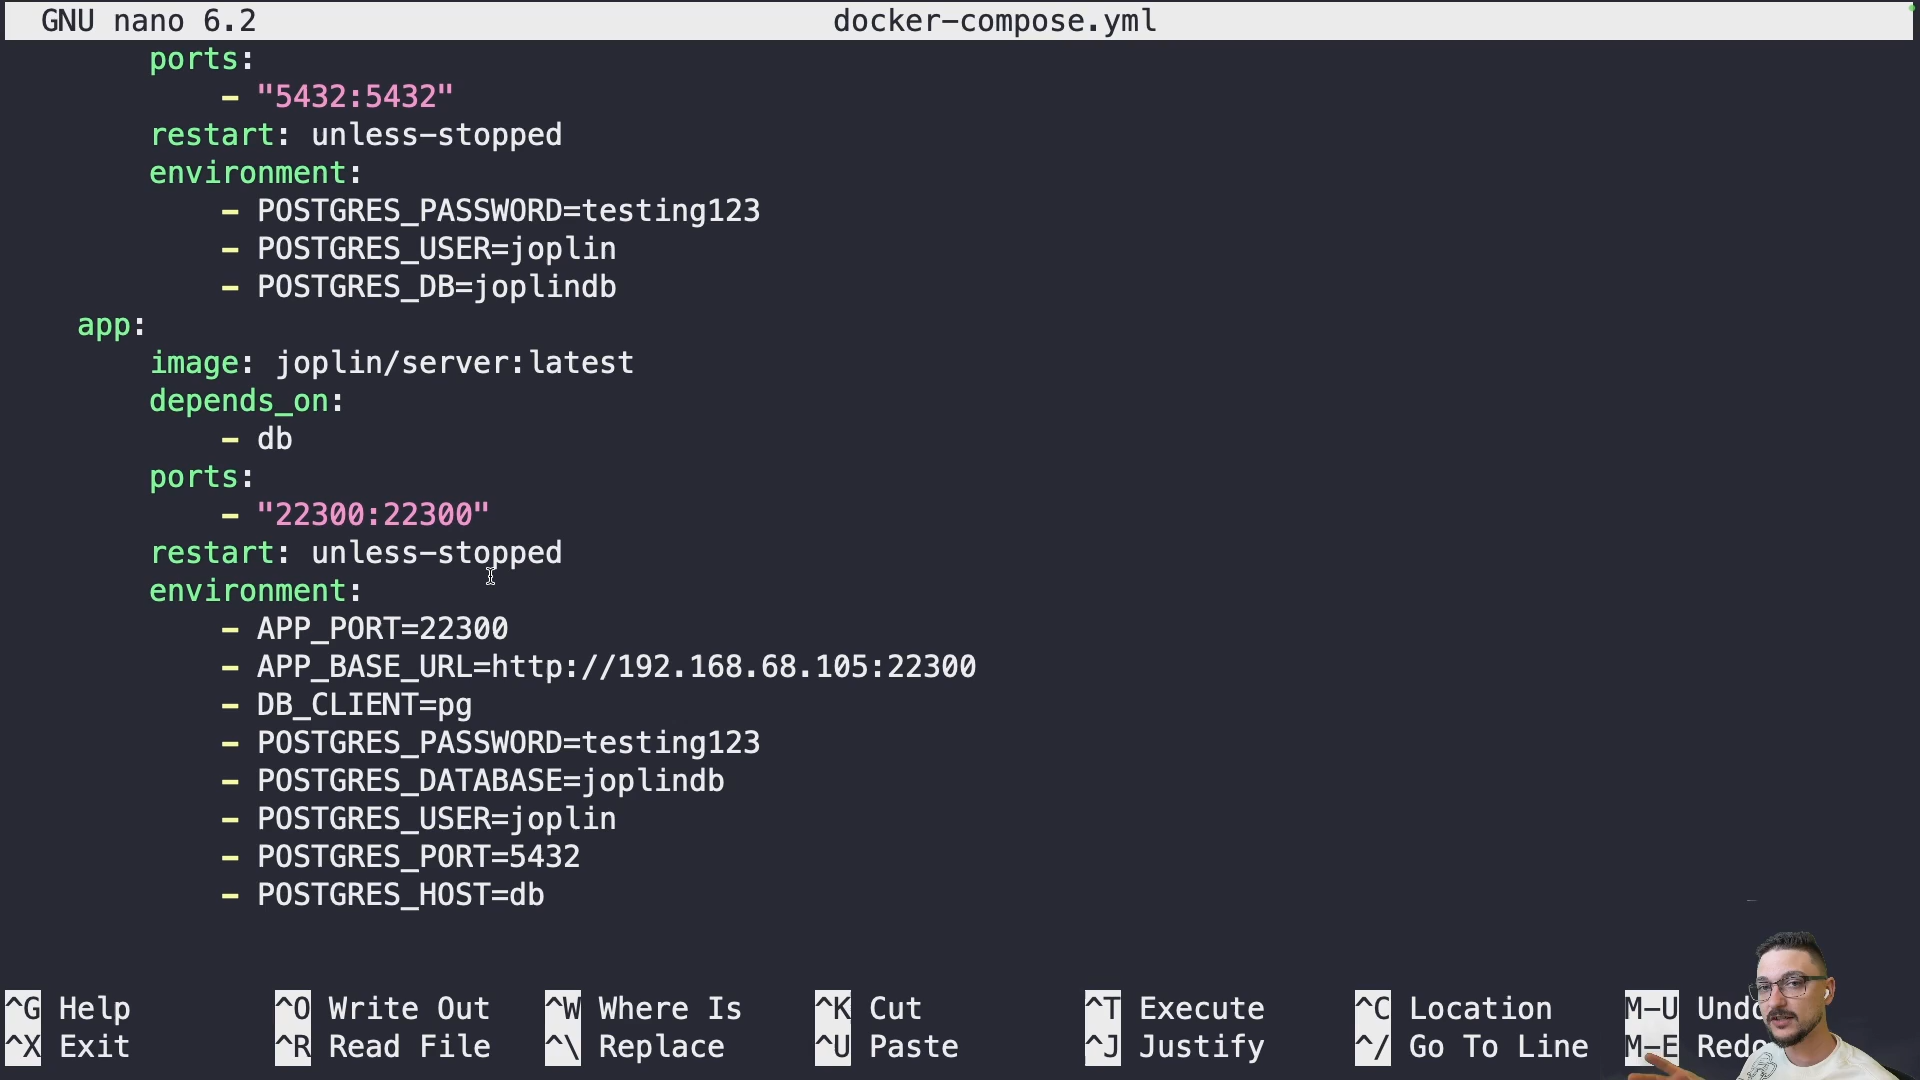 GNU nano 6.2 docker-compose.yml
ports:
- "5432:5432"
restart: unless-stopped
environment:
- POSTGRES_PASSWORD=testing123
- POSTGRES_USER=joplin
- POSTGRES_DB=joplindb
app:
image: joplin/server:latest
depends_on:
- db
ports:
- "22300:22300"
restart: unless-stopped
environment:
- APP_PORT=22300
- APP_BASE_URL=http://192.168.68.105:22300
- DB_CLIENT=pg
- POSTGRES_PASSWORD=testing123
- POSTGRES_DATABASE=joplindb
- POSTGRES_USER=joplin
- POSTGRES_PORT=5432
- POSTGRES_HOST=db
^G Help ^O Write Out ^W Where Is ^K Cut ^T Execute ^C Location M-U Undo
^X Exit ^R Read File ^\ Replace ^U Paste ^J Justify ^/ Go To Line M-E Redo